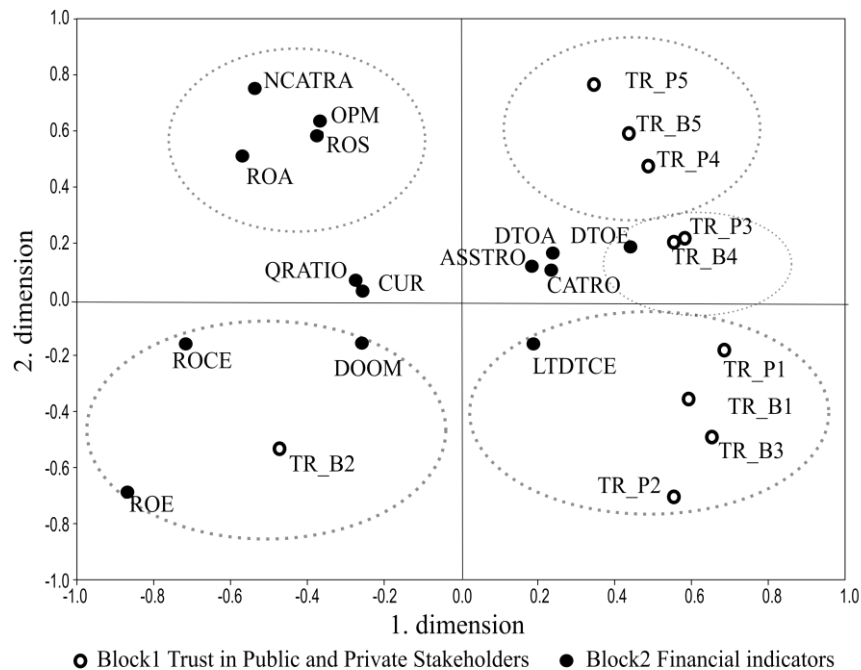 1.0
0.8
0.6
0.4
0.2
0.0
-0.2
-0.4
-0.6
-0.8
-1.0
2. dimension
NCATRA
OPM
ROS
ROA
TR_P5
TR_B5
TR_P4
TR_P3
TR_B4
DTOA
DTOE
ASSTRO
CATRO
QRATIO
CUR
ROCE
DOOM
LTDTCE
TR_P1
TR_B1
TR_B3
TR_B2
TR_P2
ROE
-1.0 -0.8 -0.6 -0.4 -0.2 0.0 0.2 0.4 0.6 0.8 1.0
1. dimension
Block1 Trust in Public and Private Stakeholders Block2 Financial indicators